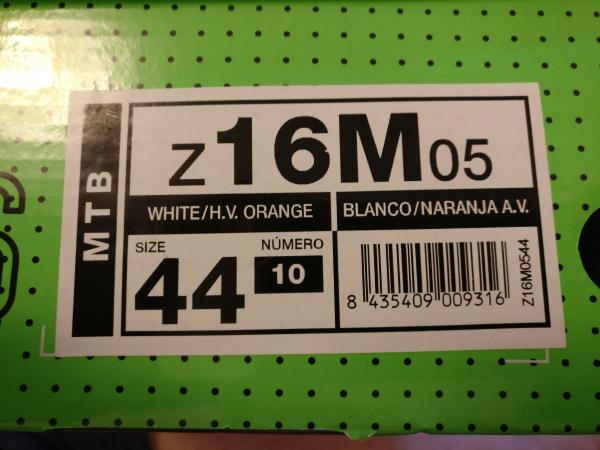 MTB
Z16M05
WHITE/H.V. ORANGE
BLANCO/NARANJA A.V.
SIZE
44
NÚMERO
10
8 435409 009316
Z16M0544